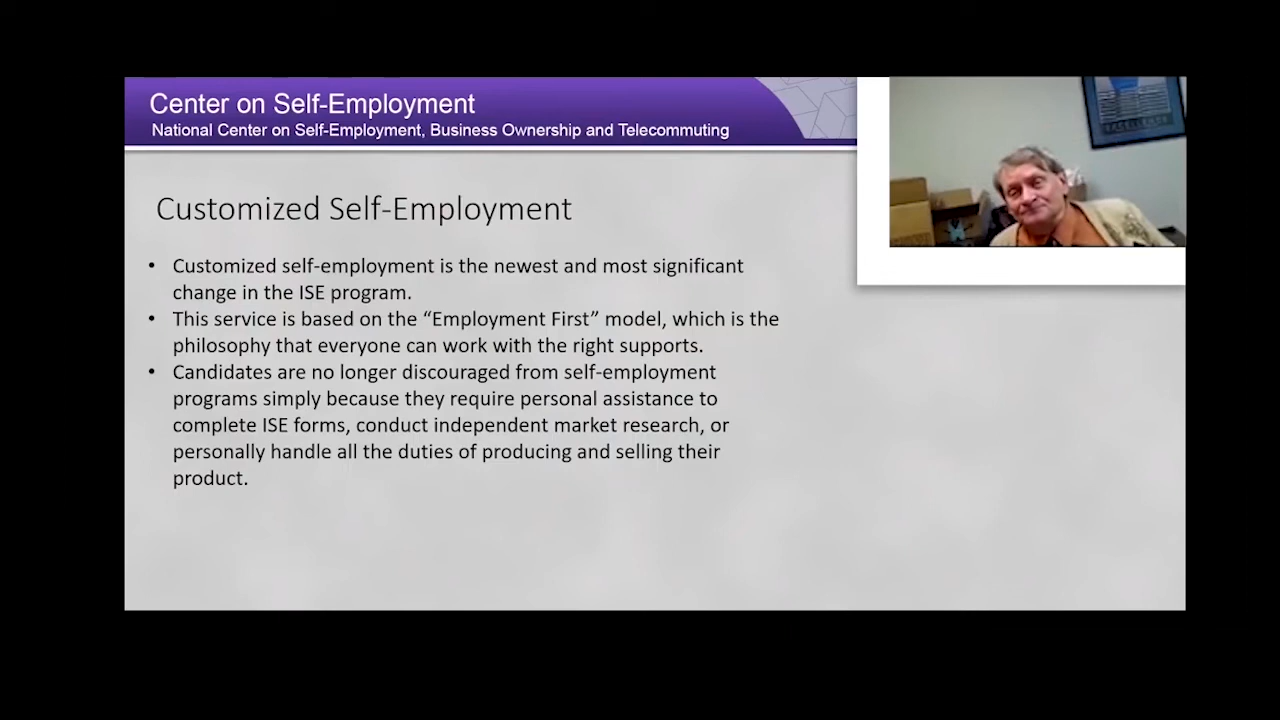 Center on Self-Employment
National Center on Self-Employment, Business Ownership and Telecommuting
Customized Self-Employment
• Customized self-employment is the newest and most significant
change in the ISE program.
• This service is based on the “Employment First” model, which is the
philosophy that everyone can work with the right supports.
• Candidates are no longer discouraged from self-employment
programs simply because they require personal assistance to
complete ISE forms, conduct independent market research, or
personally handle all the duties of producing and selling their
product.